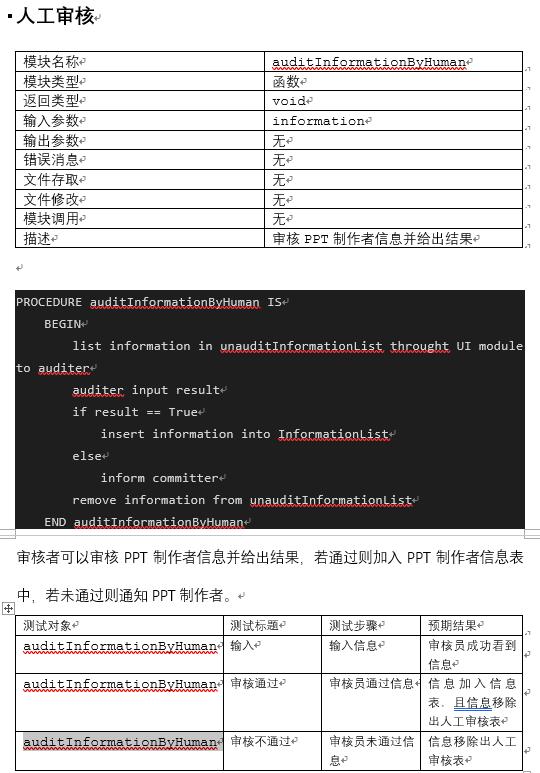 人工审核
模块名称 auditInformationByHuman
模块类型 函数
返回类型 void
输入参数 information
输出参数 无
错误消息 无
文件存取 无
文件修改 无
模块调用 无
描述 审核 PPT 制作者信息并给出结果
PROCEDURE auditInformationByHuman IS
BEGIN
list information in unauditInformationList throught UI module
to auditer
auditer input result
if result == True
insert information into InformationList
else
inform committer
remove information from unauditInformationList
END auditInformationByHuman
审核者可以审核 PPT 制作者信息并给出结果，若通过则加入 PPT 制作者信息表
中，若未通过则通知 PPT 制作者。
测试对象 测试标题 测试步骤 预期结果
auditInformationByHuman 输入 输入信息 审核员成功看到
信息
auditInformationByHuman 审核通过 审核员通过信息 信息加入信息
表．且信息移除
出人工审核表
auditInformationByHuman 审核不通过 审核员未通过信 信息移除出人工
息 审核表